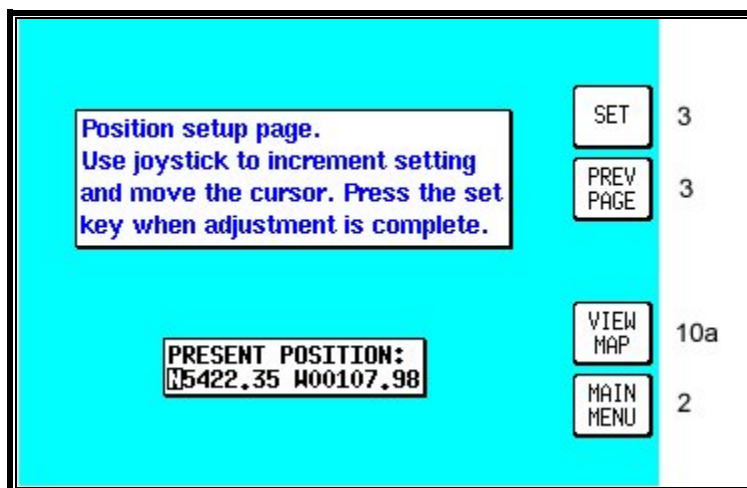 Position setup page.
Use joystick to increment setting
and move the cursor. Press the set
key when adjustment is complete.
SET 3
PREV
PAGE 3
PRESENT POSITION:
N5422.35 W00107.98
VIEW
MAP 10a
MAIN
MENU 2